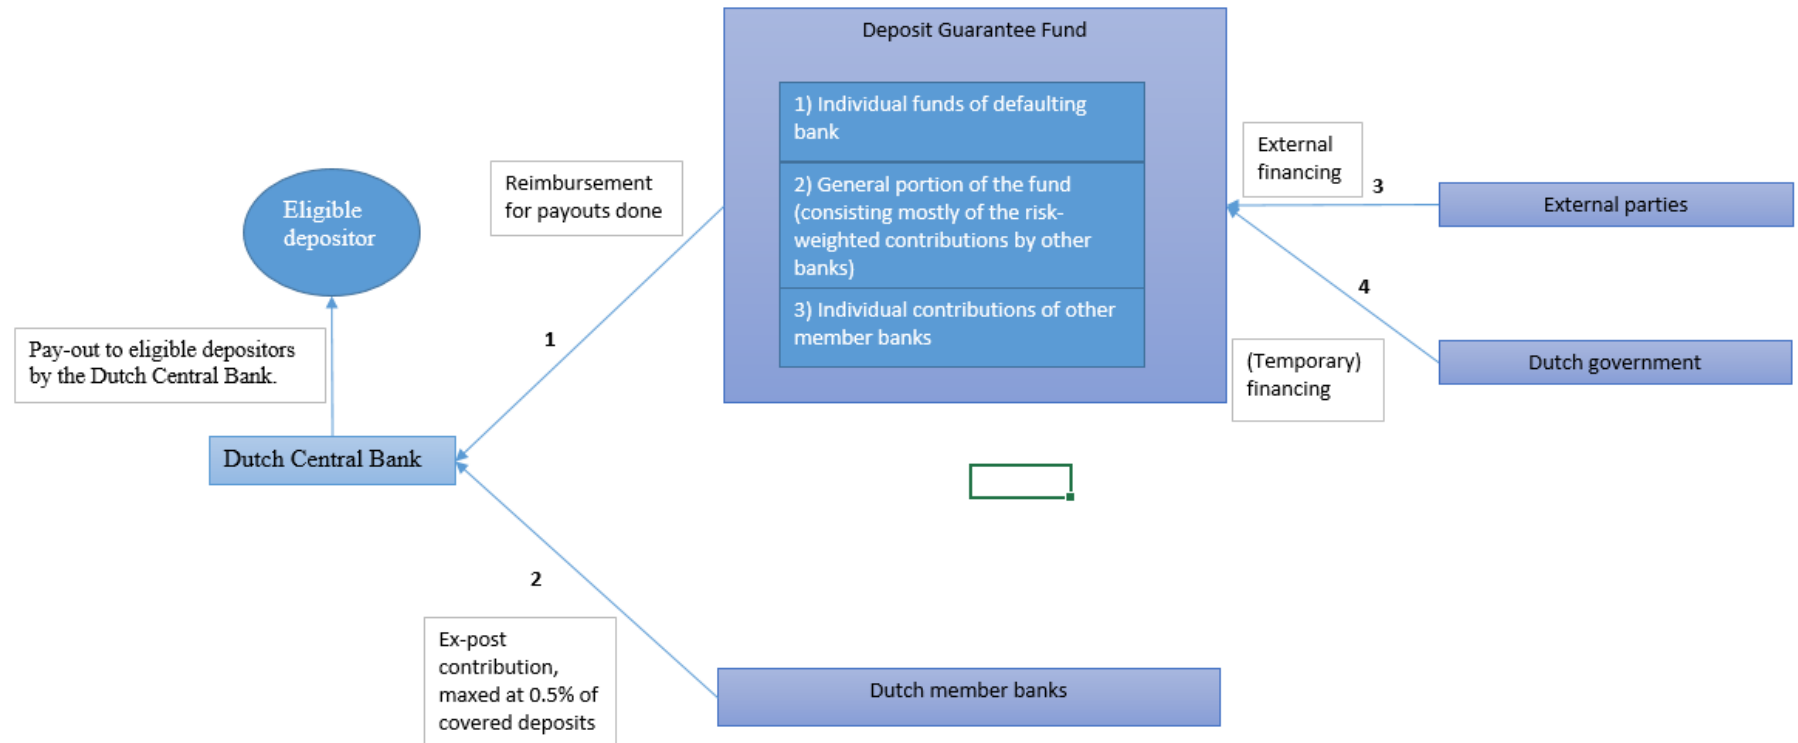 Deposit Guarantee Fund
1) Individual funds of defaulting
bank
2) General portion of the fund
(consisting mostly of the risk-
weighted contributions by other
banks)
3) Individual contributions of other
member banks
External
financing
3
External parties
Reimbursement
for payouts done
Eligible
depositor
4
1
Pay-out to eligible depositors
by the Dutch Central Bank.
(Temporary)
financing
Dutch government
Dutch Central Bank
2
Ex-post
contribution,
maxed at 0.5% of
covered deposits
Dutch member banks